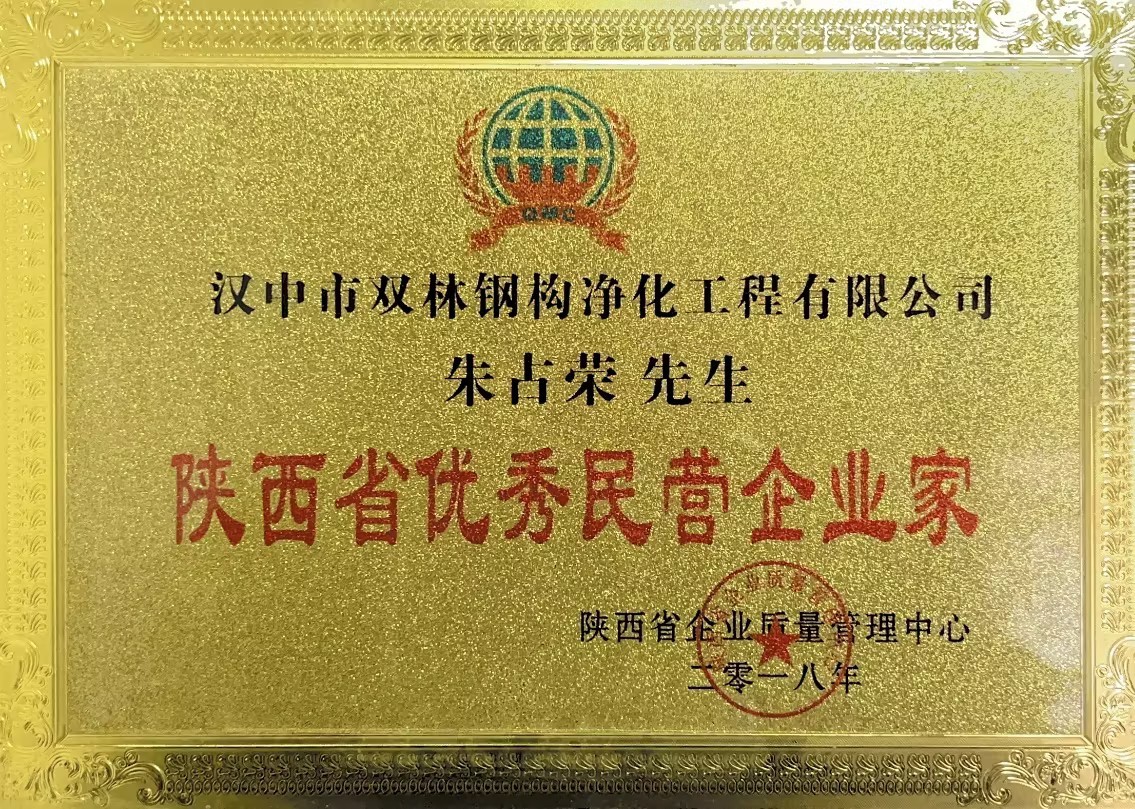 QMC
汉中市双林钢构净化工程有限公司
朱占荣 先生
陕西省优秀民营企业家
陕西省企业质量管理中心
二零一八年